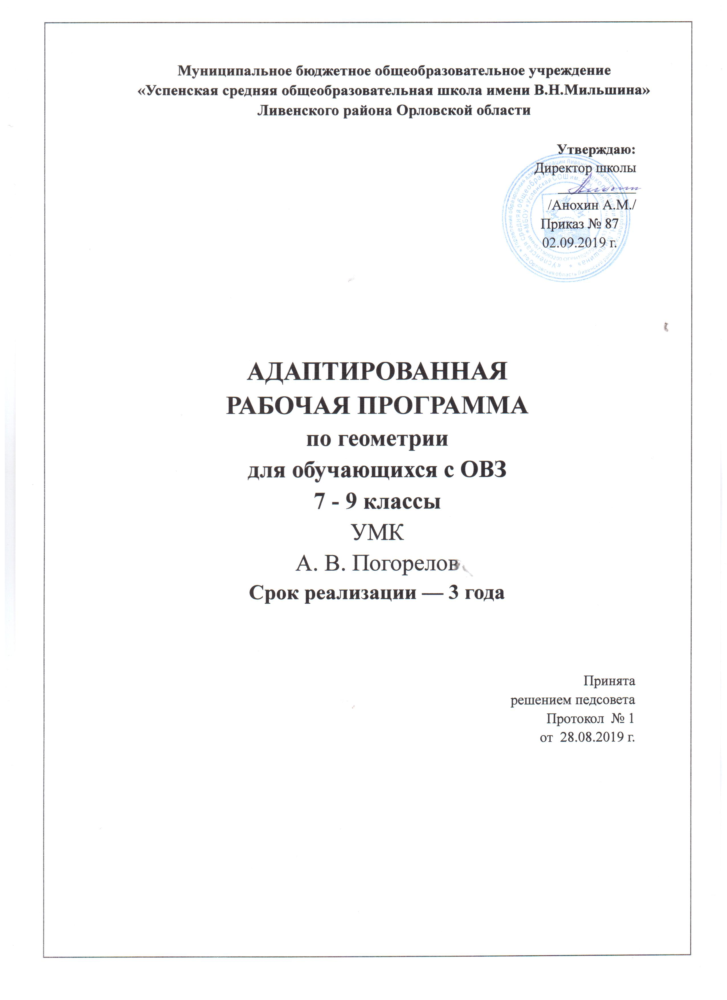 Муниципальное бюджетное общеобразовательное учреждение
«Успенская средняя общеобразовательная школа имени В.Н.Мильшина»
Ливенского района Орловской области
Утверждаю:
Директор школы
/Анохин А.М./
Приказ № 87
02.09.2019 г.
АДАПТИРОВАННАЯ
РАБОЧАЯ ПРОГРАММА
по геометрии
для обучающихся с ОВЗ
7 - 9 классы
УМК
А. В. Погорелов
Срок реализации — 3 года
Принята
решением педсовета
Протокол № 1
от 28.08.2019 г.